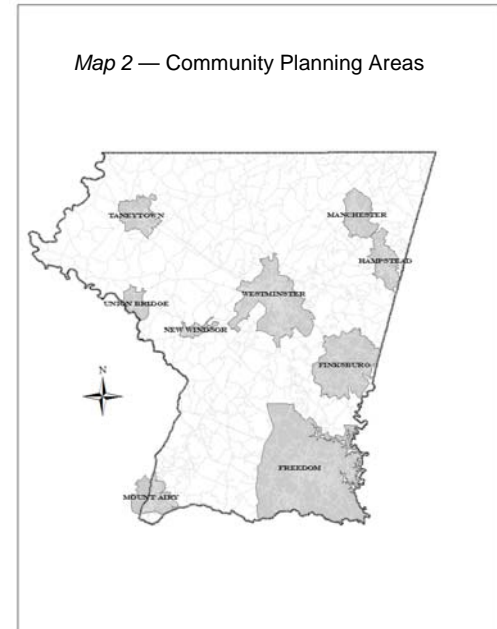 Map 2 — Community Planning Areas
TANEYTOWN
MANCHESTER
HAMPSTEAD
WESTMINSTER
UNION BRIDGE
NEW WINDSOR
FINKSBURG
N
FREEDOM
MOUNT AIRY